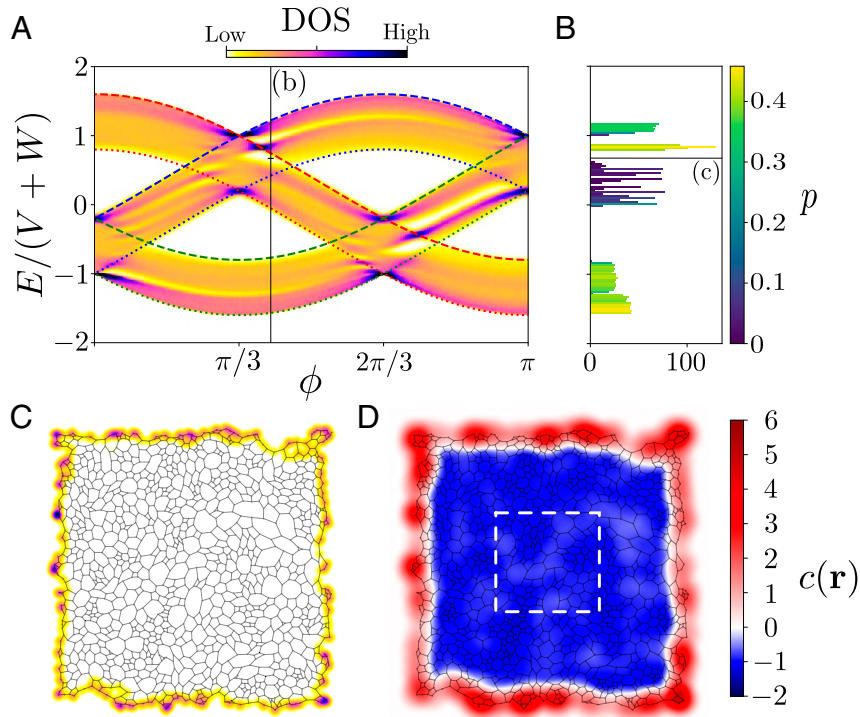 A
DOS
B
Low
High
2
1
0
−1
−2
E/(V + W)
(b)
π/3
2π/3
π
ϕ
(c)
0
100
0.4
0.3
0.2
0.1
0
p
C
D
6
5
4
3
2
1
0
−1
−2
c(r)